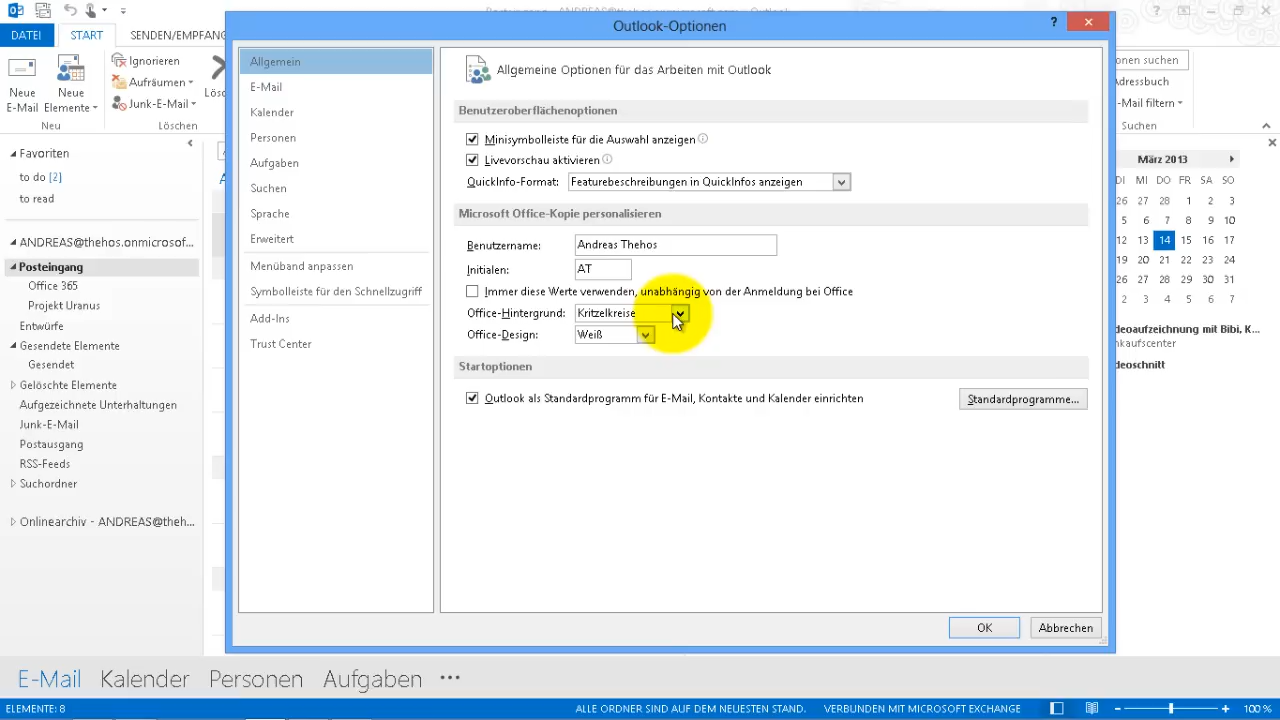 Outlook-Optionen
?
DATEI
START
SENDEN/EMPFANG
Neue
E-Mail
Neue
Elemente
Ignorieren
Aufräumen
Junk-E-Mail
Neu
Löschen
onen suchen
dressbuch
-Mail filtern
Suchen
Favoriten
to do [2]
to read
ANDREAS@thehos.onmicrosof...
Posteingang
Office 365
Projekt Uranus
Entwürfe
Gesendete Elemente
Gesendet
Gelöschte Elemente
Aufgezeichnete Unterhaltungen
Junk-E-Mail
Postausgang
RSS-Feeds
Suchordner
Onlinearchiv - ANDREAS@theh...
Allgemein
E-Mail
Kalender
Personen
Aufgaben
Suchen
Sprache
Erweitert
Menüband anpassen
Symbolleiste für den Schnellzugriff
Add-Ins
Trust Center
Allgemeine Optionen für das Arbeiten mit Outlook
Benutzeroberflächenoptionen
Minisymbolleiste für die Auswahl anzeigen
Livevorschau aktivieren
QuickInfo-Format: Featurebeschreibungen in QuickInfos anzeigen
Microsoft Office-Kopie personalisieren
Benutzername: Andreas Thehos
Initialen: AT
Immer diese Werte verwenden, unabhängig von der Anmeldung bei Office
Office-Hintergrund: Kritzelkreise
Office-Design: Weiß
Startoptionen
Outlook als Standardprogramm für E-Mail, Kontakte und Kalender einrichten
Standardprogramme...
OK
Abbrechen
März 2013
DI MI DO FR SA SO
26 27 28 1 2 3
5 6 7 8 9 10
12 13 14 15 16 17
19 20 21 22 23 24
26 27 28 29 30 31
2 3 4 5 6 7
deoaufzeichnung mit Bibi, K...
nkaufscenter
deoschnitt
E-Mail Kalender Personen Aufgaben ...
ELEMENTE: 8
ALLE ORDNER SIND AUF DEM NEUESTEN STAND.
VERBUNDEN MIT MICROSOFT EXCHANGE
100 %